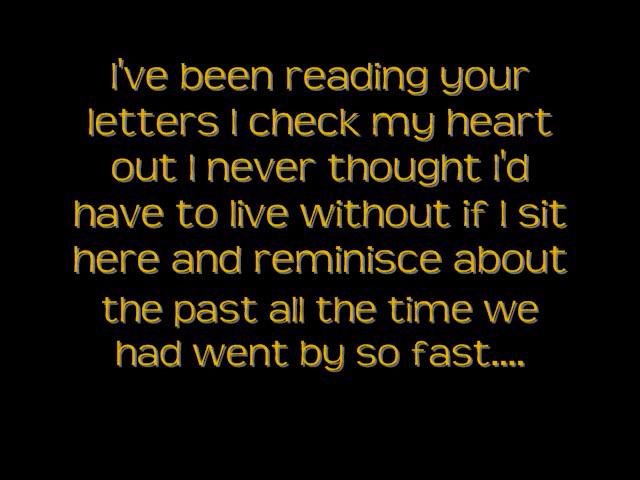 I've been reading your
letters I check my heart
out I never thought I'd
have to live without if I sit
here and reminisce about
the past all the time we
had went by so fast....